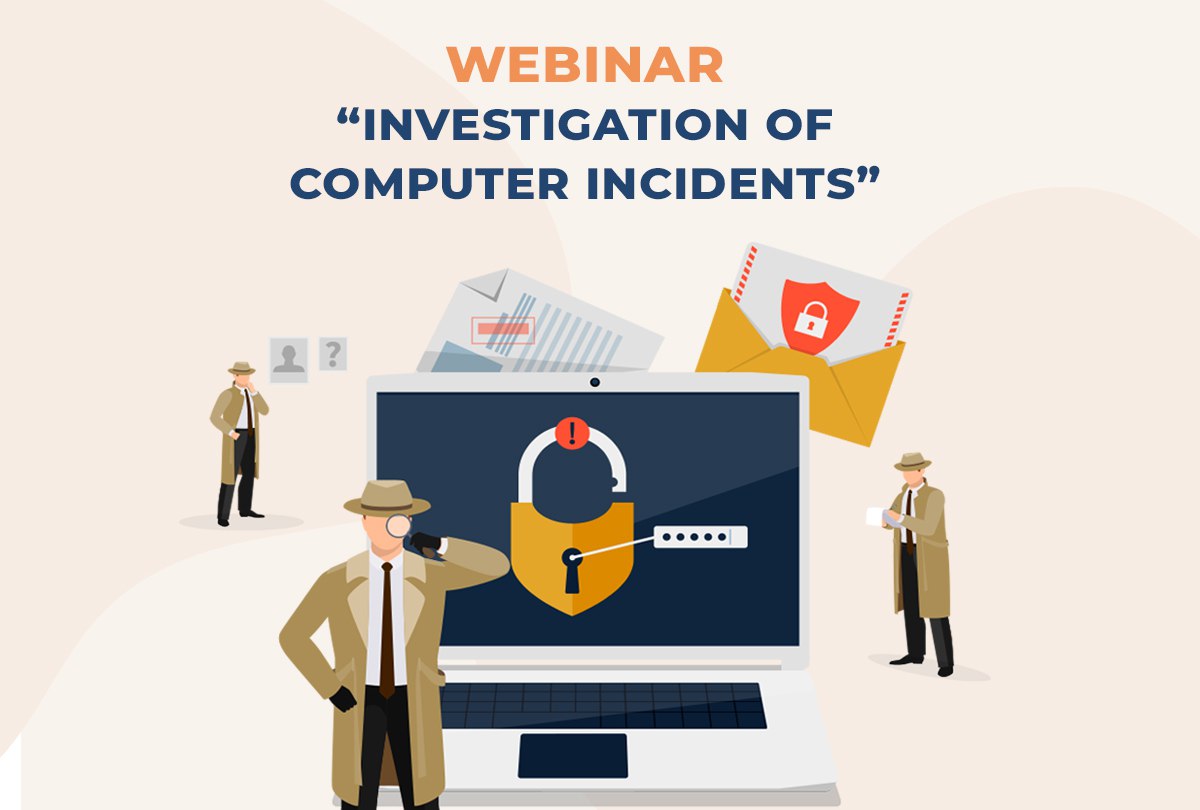 WEBINAR
“INVESTIGATION OF
COMPUTER INCIDENTS”
?
!